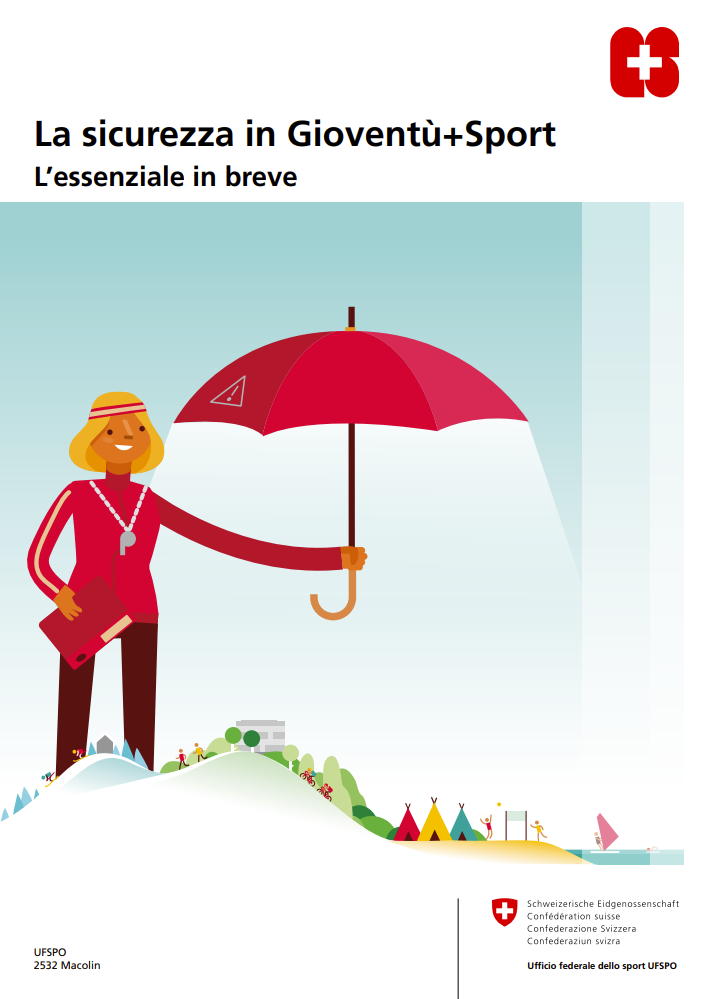 La sicurezza in Gioventù+Sport
L’essenziale in breve
Schweizerische Eidgenossenschaft
Confédération suisse
Confederazione Svizzera
Confederaziun svizra
UFSPO
2532 Macolin
Ufficio federale dello sport UFSPO